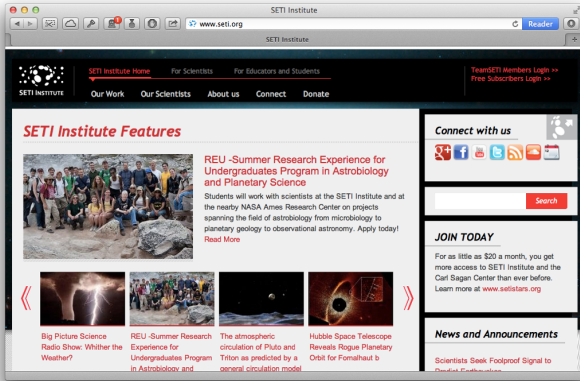 SETI Institute
www.seti.org
Reader
SETI Institute
SETI INSTITUTE
SETI Institute Home
For Scientists
For Educators and Students
TeamSETI Members Login >>
Free Subscribers Login >>
Our Work
Our Scientists
About us
Connect
Donate
SETI Institute Features
REU -Summer Research Experience for
Undergraduates Program in Astrobiology
and Planetary Science
Students will work with scientists at the SETI Institute and at
the nearby NASA Ames Research Center on projects
spanning the field of astrobiology from microbiology to
planetary geology to observational astronomy. Apply today!
Read More
Big Picture Science
Radio Show: Whither the
Weather?
REU -Summer Research
Experience for
Undergraduates Program
in Astrobiology and
The atmospheric
circulation of Pluto and
Triton as predicted by a
general circulation model
Hubble Space Telescope
Reveals Rogue Planetary
Orbit for Fomalhaut b
Connect with us
Search
JOIN TODAY
For as little as $20 a month, you get
more access to SETI Institute and the
Carl Sagan Center than ever before.
Learn more at www.setistars.org
News and Announcements
Scientists Seek Foolproof Signal to
Predict Earthquakes